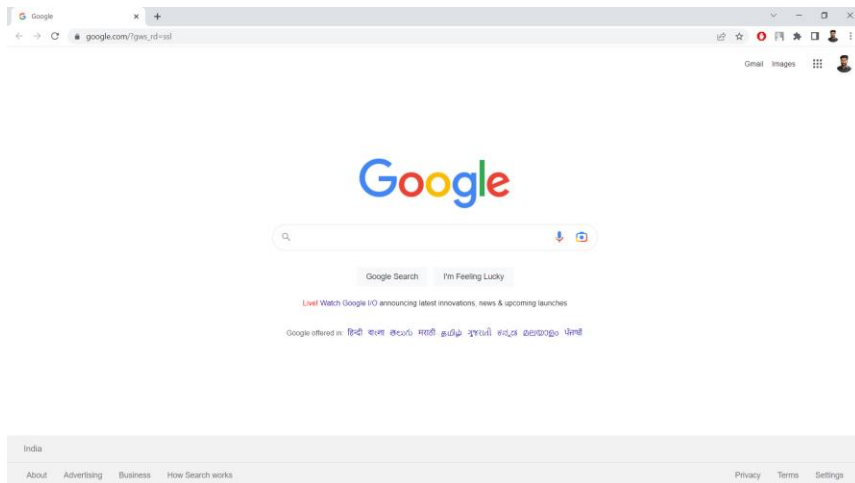 Google
google.com/?gws_rd=ssl
Gmail Images
Google
Google Search I'm Feeling Lucky
Live! Watch Google I/O announcing latest innovations, news & upcoming launches
Google offered in: हिन्दी বাংলা తెలుగు मराठी தமிழ் ગુજરાતી ಕನ್ನಡ മലയാളം ਪੰਜਾਬੀ
India
About Advertising Business How Search works Privacy Terms Settings